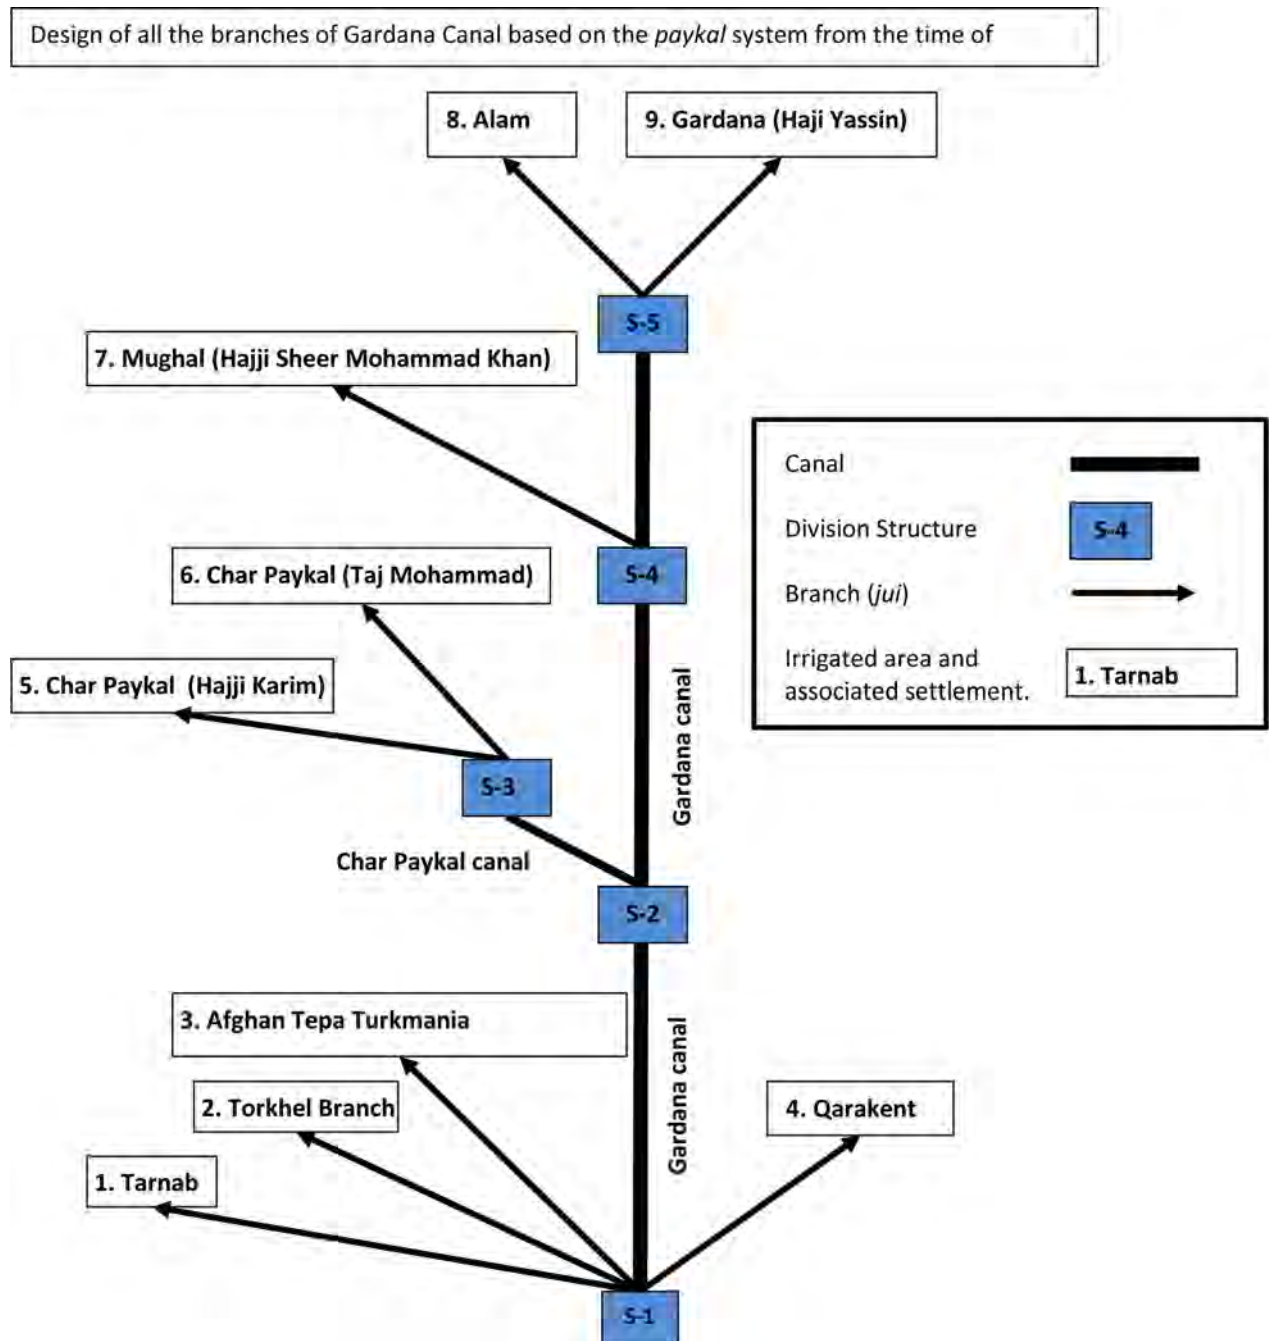 Design of all the branches of Gardana Canal based on the paykal system from the time of
8. Alam
9. Gardana (Haji Yassin)
S-5
7. Mughal (Hajji Sheer Mohammad Khan)
Canal
Division Structure
S-4
Branch (jui)
Irrigated area and
associated settlement.
1. Tarnab
6. Char Paykal (Taj Mohammad)
S-4
5. Char Paykal (Hajji Karim)
Gardana canal
S-3
Char Paykal canal
S-2
3. Afghan Tepa Turkmania
Gardana canal
2. Torkhel Branch
4. Qarakent
1. Tarnab
S-1